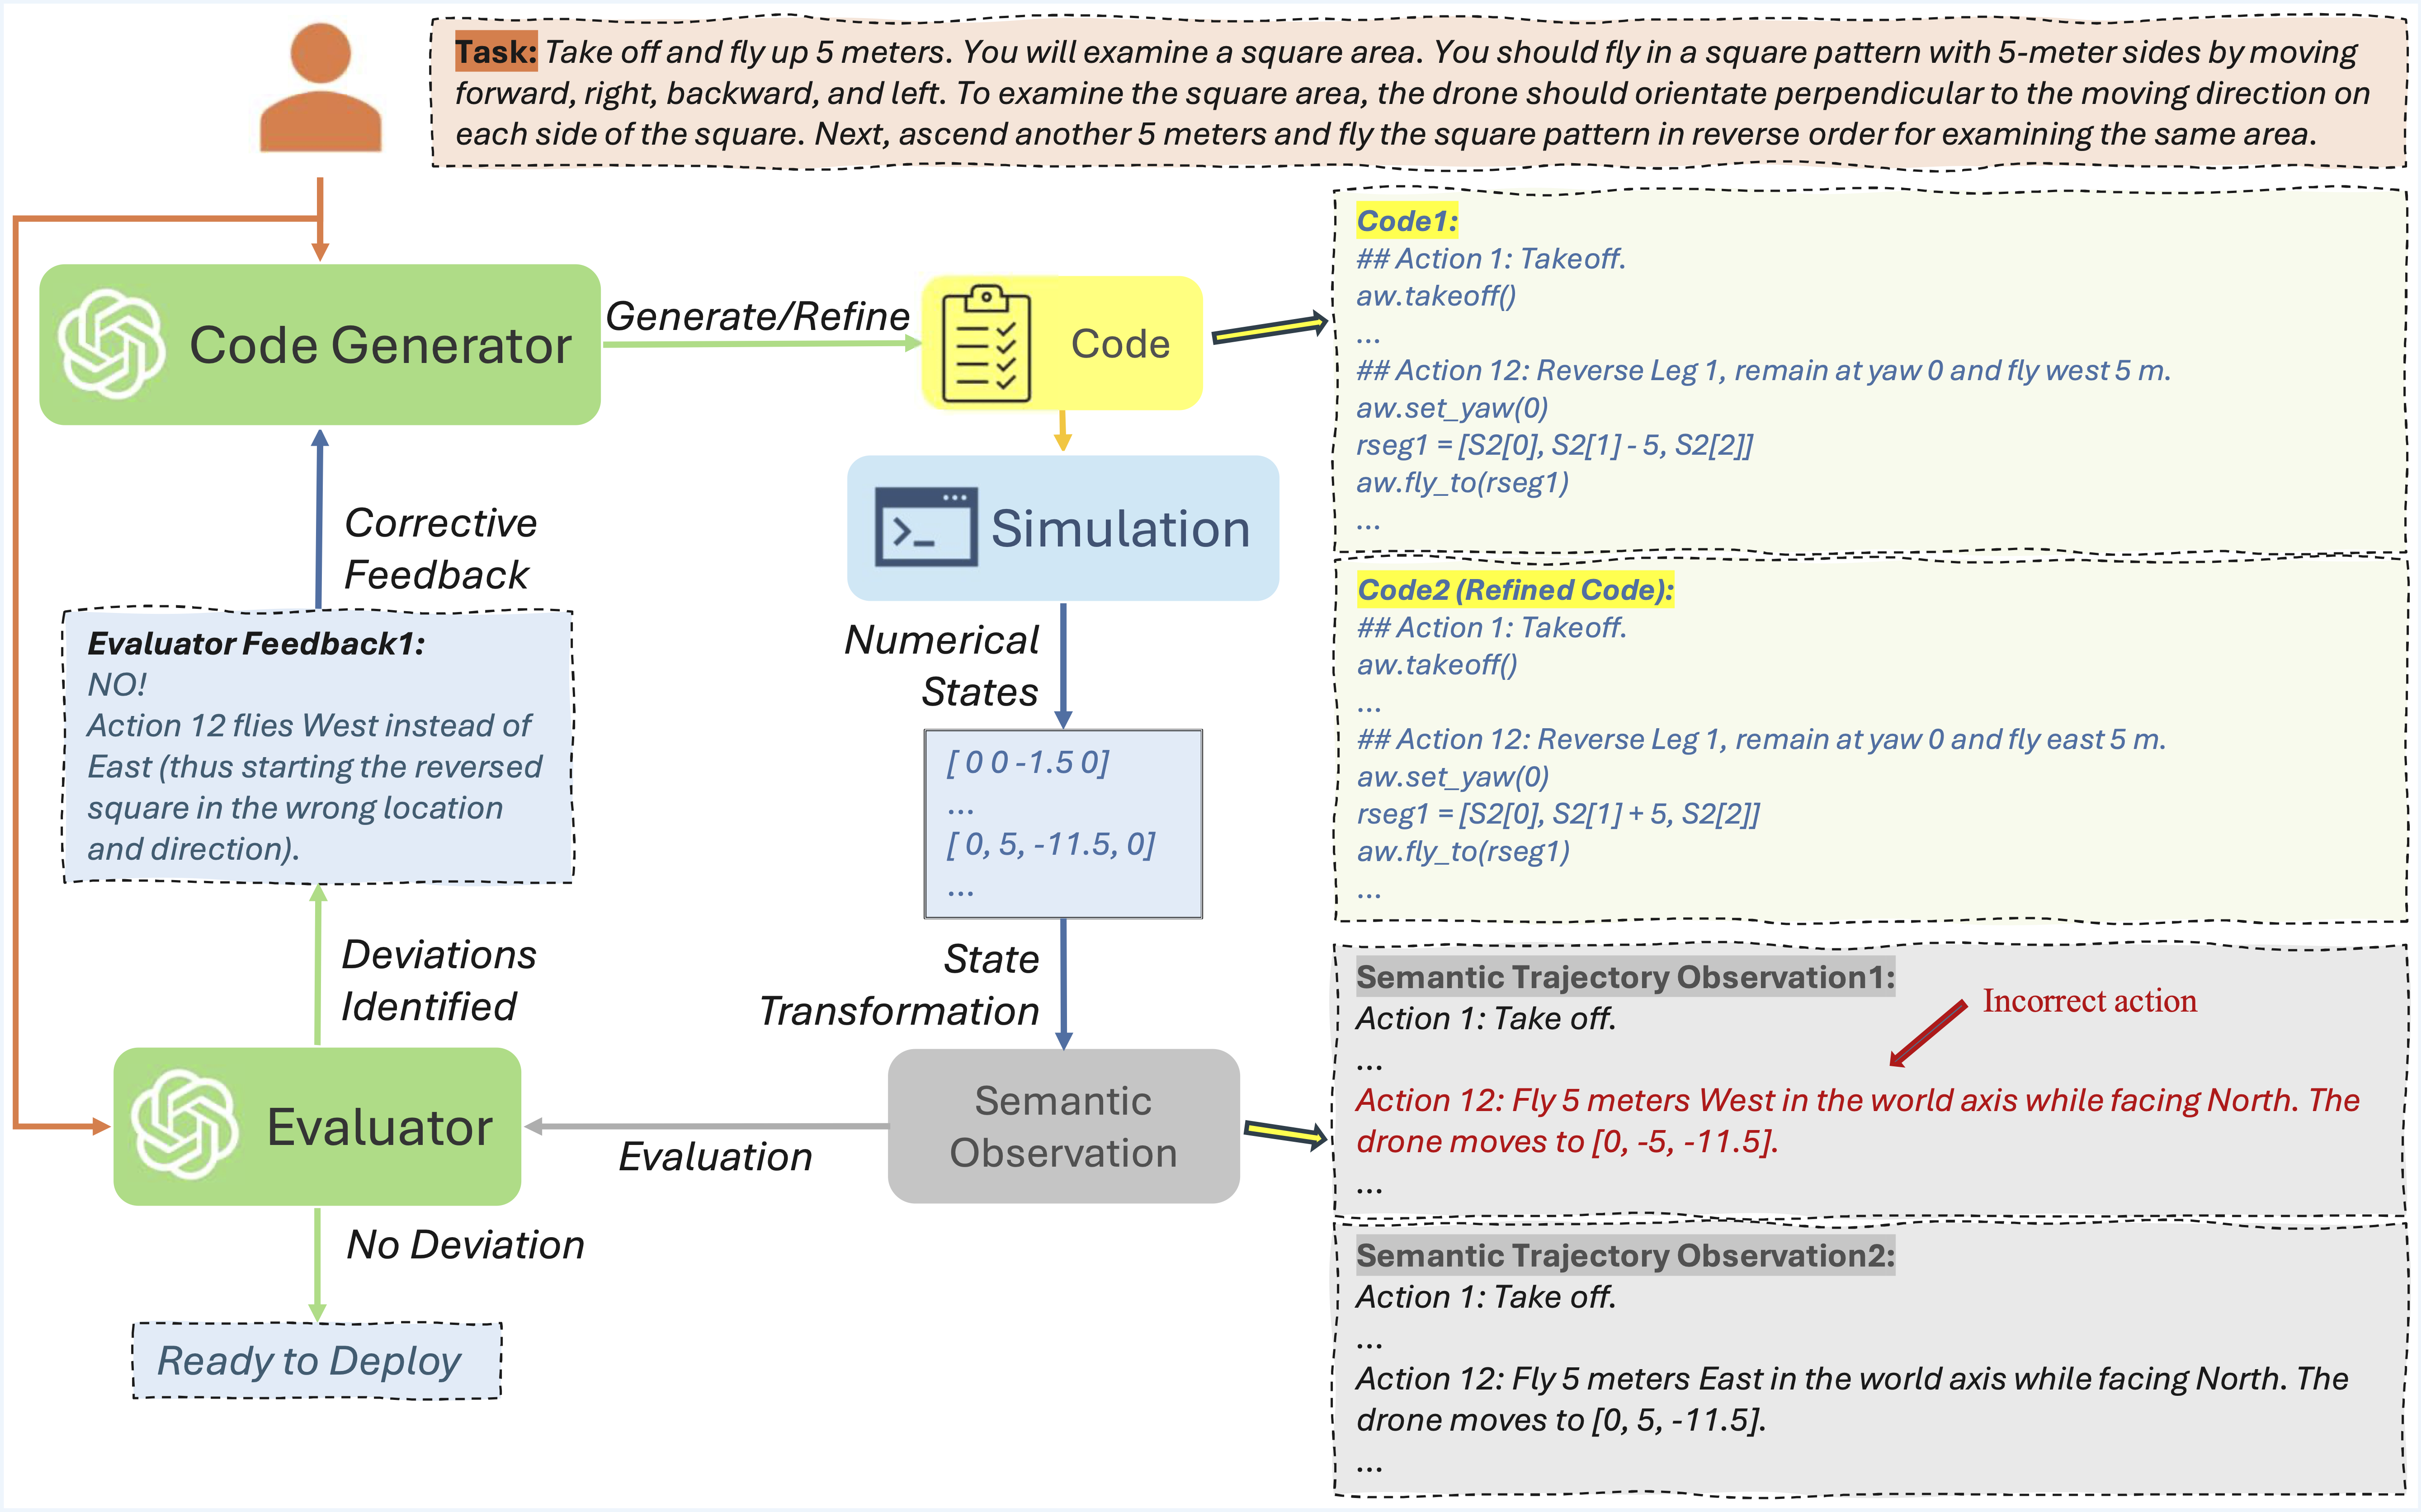 Task: Take off and fly up 5 meters. You will examine a square area. You should fly in a square pattern with 5-meter sides by moving
forward, right, backward, and left. To examine the square area, the drone should orientate perpendicular to the moving direction on
each side of the square. Next, ascend another 5 meters and fly the square pattern in reverse order for examining the same area.
Code Generator
Generate/Refine
Code
Code1:
## Action 1: Takeoff.
aw.takeoff()
...
## Action 12: Reverse Leg 1, remain at yaw 0 and fly west 5 m.
aw.set_yaw(0)
rseg1 = [S2[0], S2[1] - 5, S2[2]]
aw.fly_to(rseg1)
...
Simulation
Corrective
Feedback
Code2 (Refined Code):
## Action 1: Takeoff.
aw.takeoff()
...
## Action 12: Reverse Leg 1, remain at yaw 0 and fly east 5 m.
aw.set_yaw(0)
rseg1 = [S2[0], S2[1] + 5, S2[2]]
aw.fly_to(rseg1)
...
Evaluator Feedback1:
NO!
Action 12 flies West instead of
East (thus starting the reversed
square in the wrong location
and direction).
Numerical
States
[ 0 0 -1.5 0]
...
[ 0, 5, -11.5, 0]
...
State
Transformation
Deviations
Identified
Evaluator
Evaluation
Semantic
Observation
Semantic Trajectory Observation1:
Incorrect action
Action 1: Take off.
...
Action 12: Fly 5 meters West in the world axis while facing North. The
drone moves to [0, -5, -11.5].
...
Semantic Trajectory Observation2:
Action 1: Take off.
...
Action 12: Fly 5 meters East in the world axis while facing North. The
drone moves to [0, 5, -11.5].
...
No Deviation
Ready to Deploy